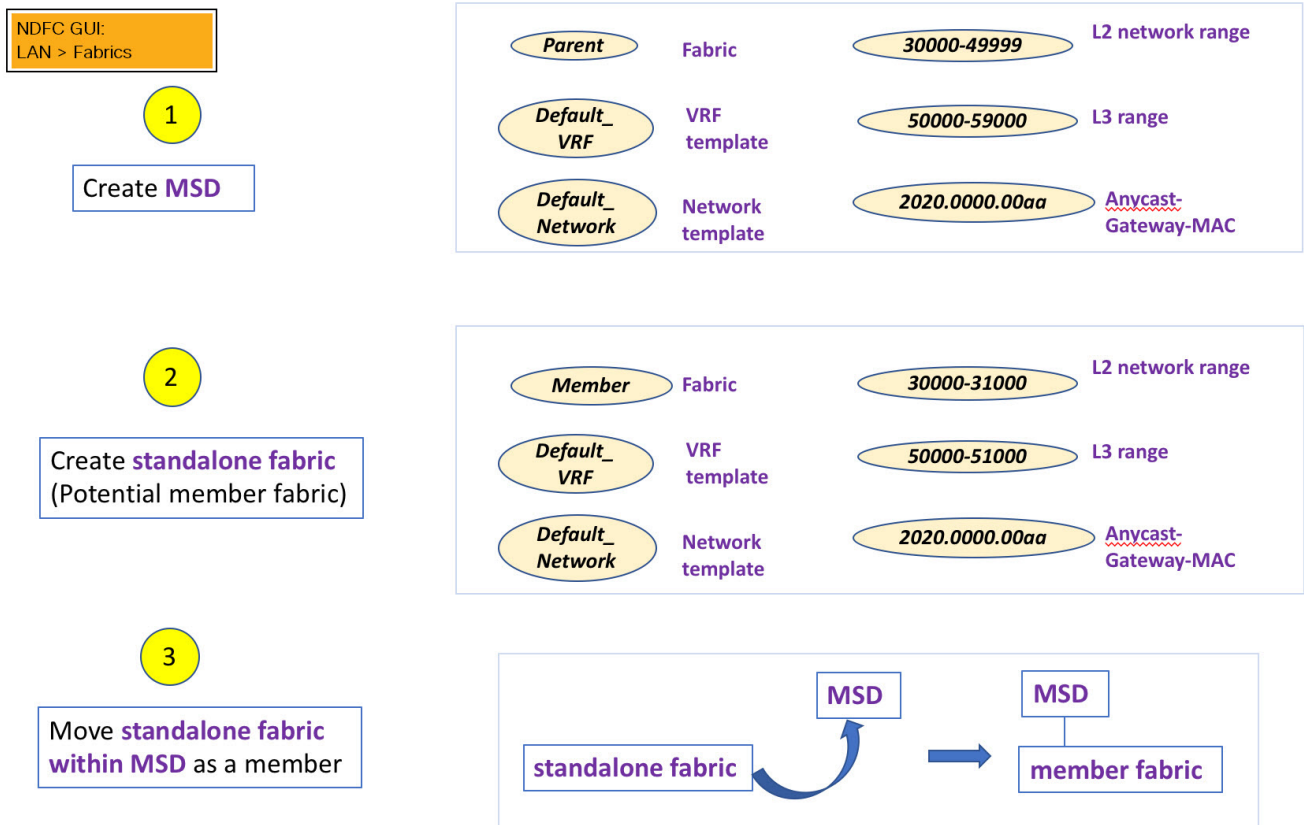 NDFC GUI:
LAN > Fabrics
1
Create MSD
Parent
Fabric
30000-49999
L2 network range
Default_
VRF
VRF
template
50000-59000
L3 range
Default_
Network
Network
template
2020.0000.00aa
Anycast-
Gateway-MAC
2
Create standalone fabric
(Potential member fabric)
Member
Fabric
30000-31000
L2 network range
Default_
VRF
VRF
template
50000-51000
L3 range
Default_
Network
Network
template
2020.0000.00aa
Anycast-
Gateway-MAC
3
Move standalone fabric
within MSD as a member
standalone fabric
MSD
MSD
member fabric